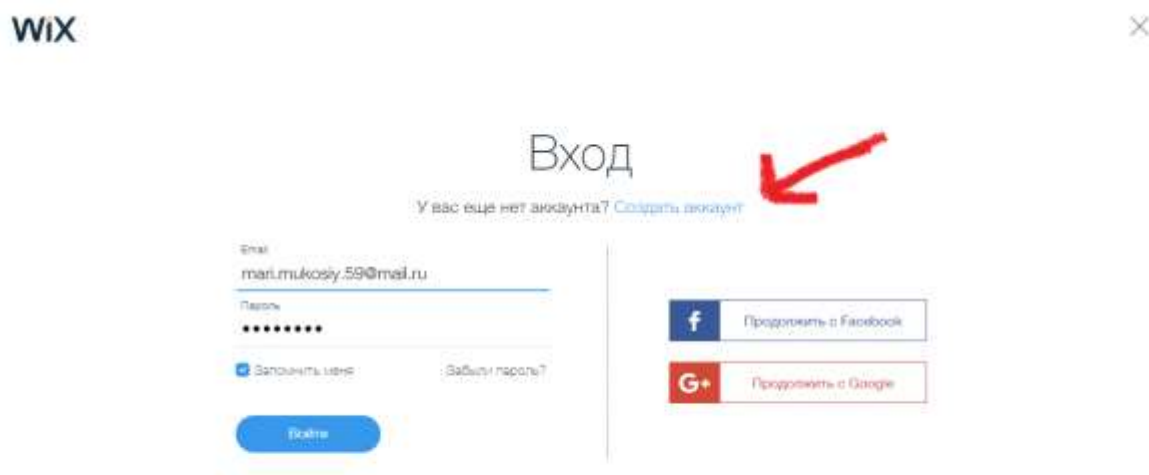 WiX
Вход
У вас еще нет аккаунта? Создать аккаунт
Email
mari.mukosiy.59@mail.ru
Пароль
••••••••
Запомнить меня
Забыли пароль?
Войти
f Продолжить с Facebook
G+ Продолжить с Google